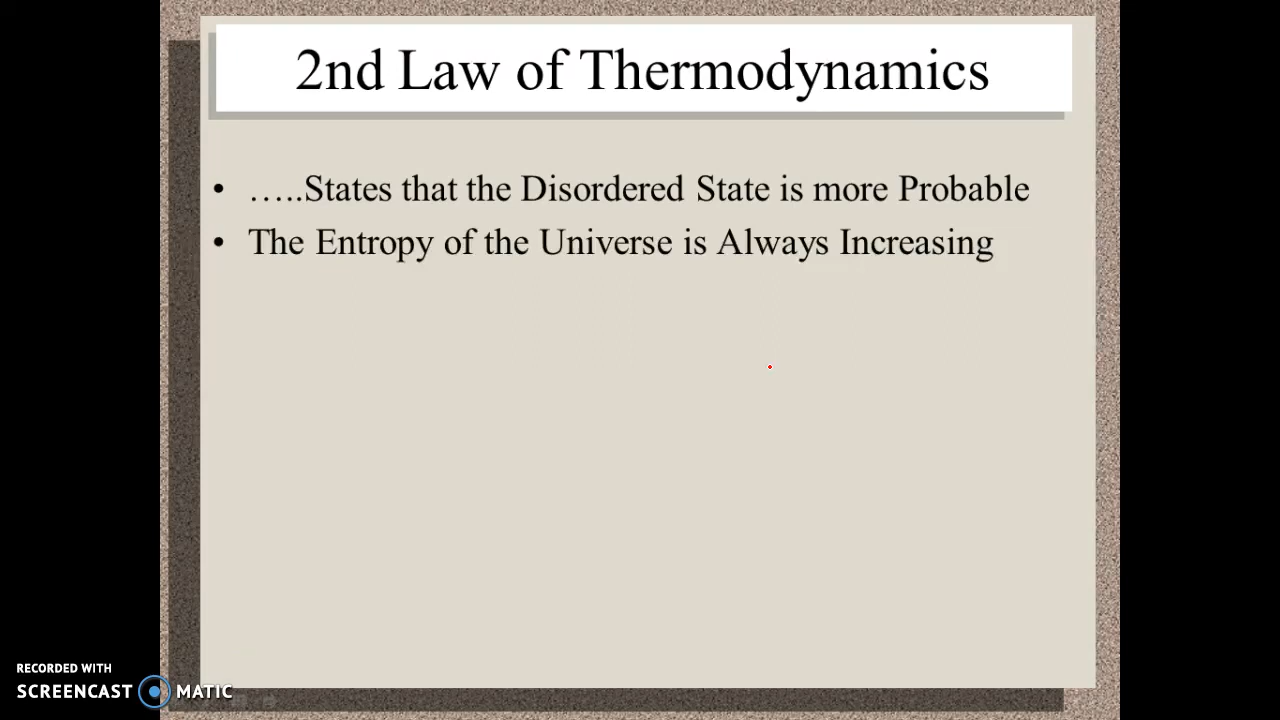 2nd Law of Thermodynamics
• …..States that the Disordered State is more Probable
• The Entropy of the Universe is Always Increasing
RECORDED WITH
SCREENCAST MATIC